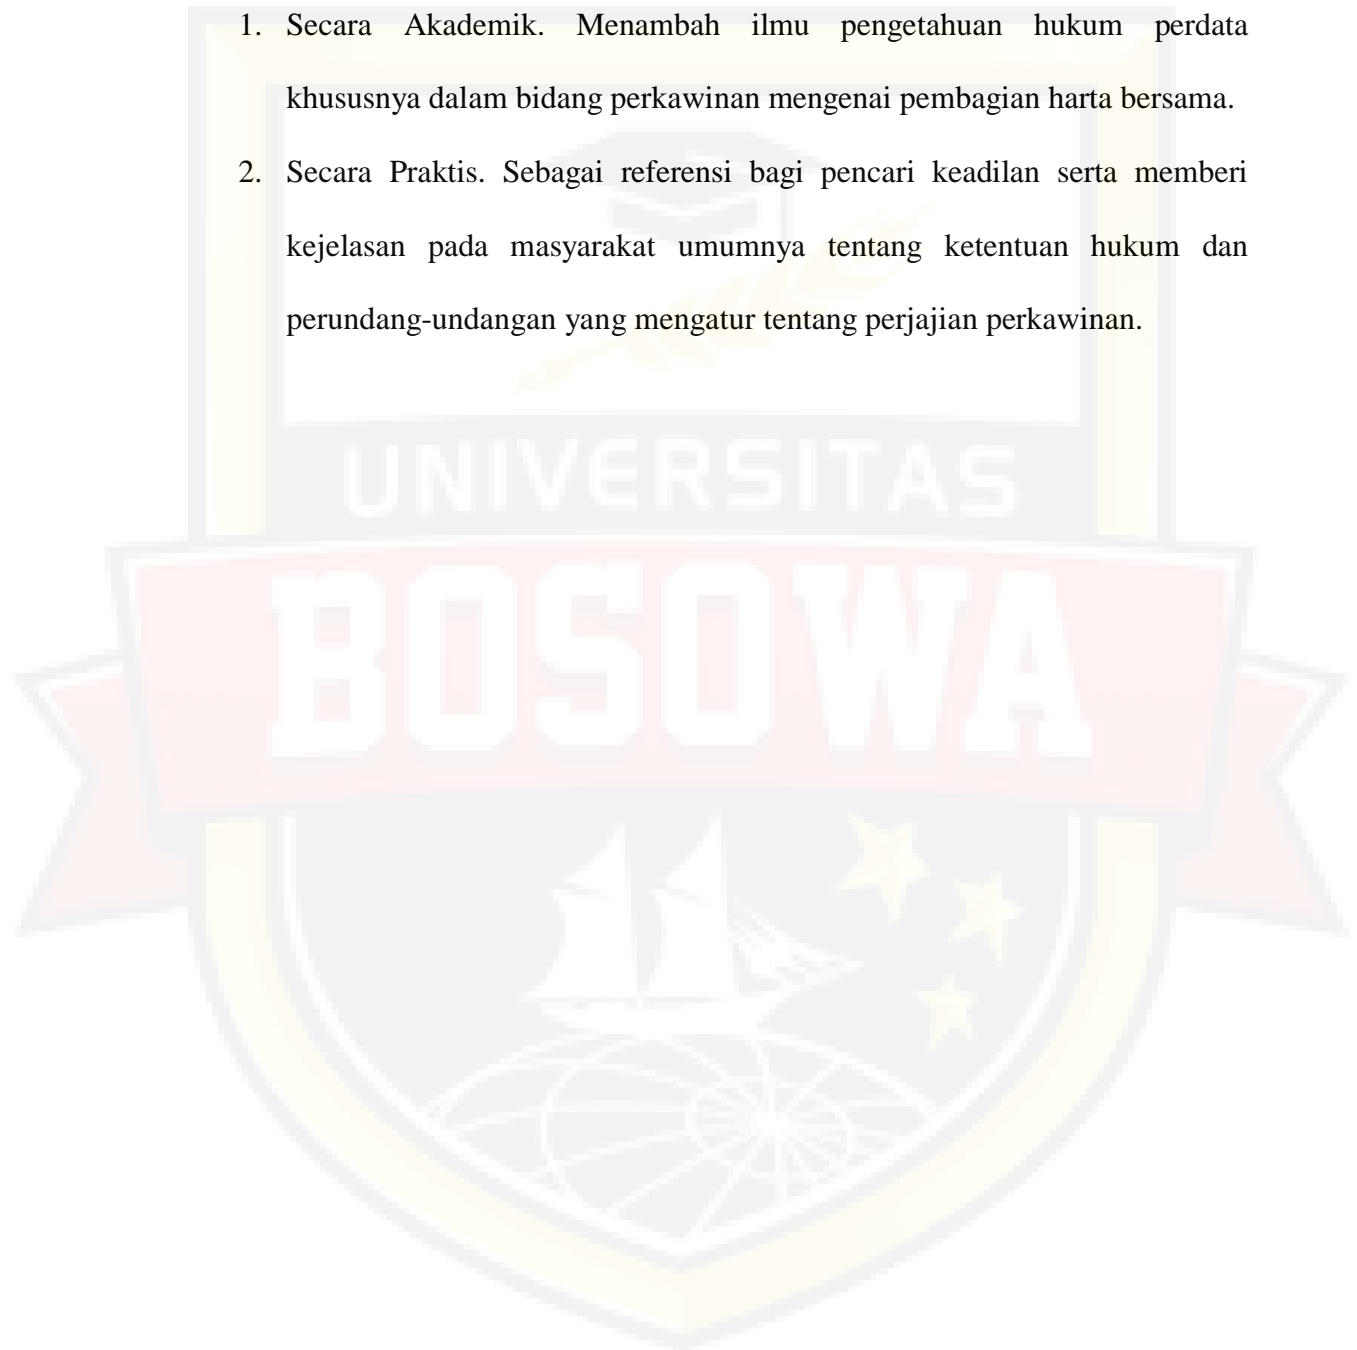 1. Secara Akademik. Menambah ilmu pengetahuan hukum perdata
khususnya dalam bidang perkawinan mengenai pembagian harta bersama.
2. Secara Praktis. Sebagai referensi bagi pencari keadilan serta memberi
kejelasan pada masyarakat umumnya tentang ketentuan hukum dan
perundang-undangan yang mengatur tentang perjajian perkawinan.
UNIVERSITAS
BOSOWA